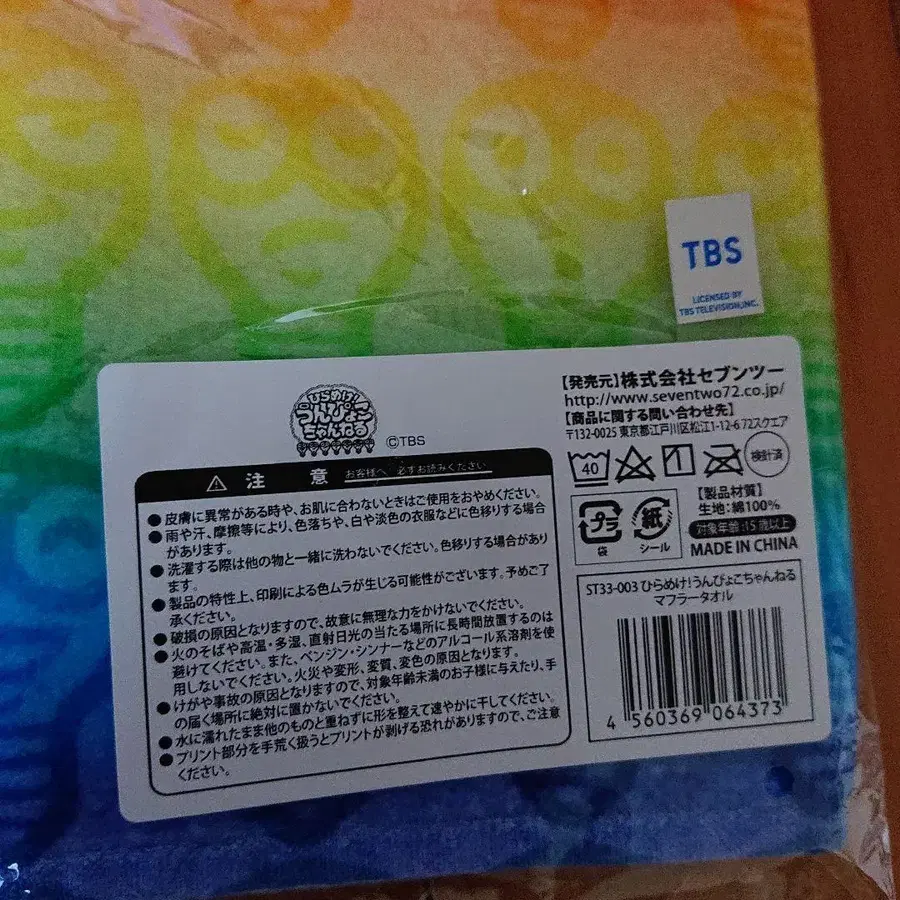 TBS
LICENSED BY
TBS TELEVISION,INC.
ひらめけ!
うんぴょこ
ちゃんねる
©TBS
注意 お客様へ 必ずお読みください
●皮膚に異常がある時や、お肌に合わないときはご使用をおやめください。
●雨や汗、摩擦等により、色落ちや、白や淡色の衣服などに色移りする場合
があります。
●洗濯する際は他の物と一緒に洗わないでください。色移りする場合があり
ます。
●製品の特性上、印刷による色ムラが生じる可能性がございます。予めご了
承ください。
●破損の原因となりますので、故意に無理な力をかけないでください。
●火のそばや高温・多湿、直射日光の当たる場所に長時間放置するのは
避けてください。また、ベンジン・シンナーなどのアルコール系溶剤を使
用しないでください。火災や変形、変質、変色の原因となります。
●けがや事故の原因となりますので、対象年齢未満のお子様に与えたり、手
の届く場所に絶対に置かないでください。
●水に濡れたまま他のものと重ねずに形を整えて速やかに干してください。
●プリント部分を手荒く扱うとプリントが剥げる恐れがありますので、ご注意
ください。
【発売元】株式会社セブンツー
http://www.seventwo72.co.jp/
【商品に関する問い合わせ先】
〒132-0025 東京都江戸川区松江1-12-6 72スクエア
40
検針済
プラ
袋
紙
シール
【製品材質】
生地:綿100%
対象年齢:15歳以上
MADE IN CHINA
ST33-003 ひらめけ!うんぴょこちゃんねる
マフラータオル
4 560369 064373